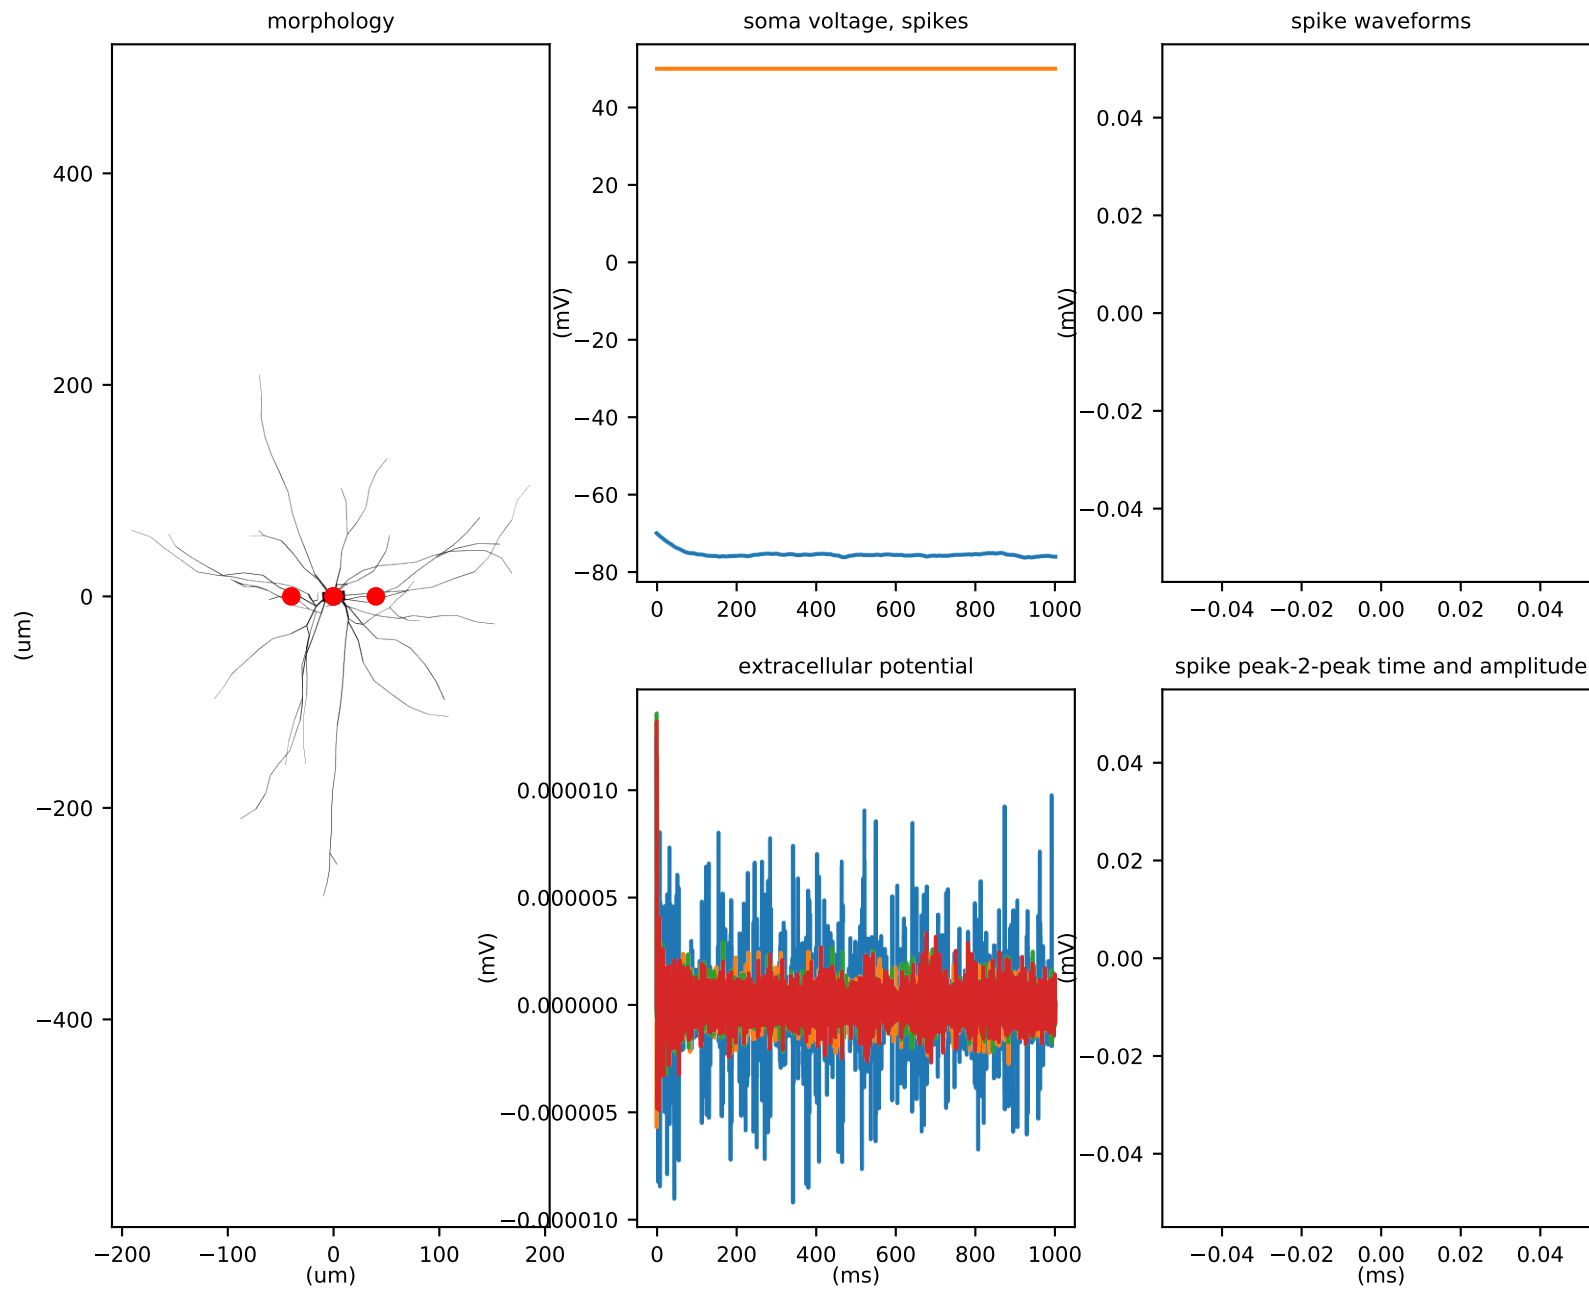 morphology
400
200
0
−200
−400
(um)
−200 −100 0 100 200
(um)
soma voltage, spikes
40
20
0
−20
−40
−60
−80
(mV)
0 200 400 600 800 1000
spike waveforms
0.04
0.02
0.00
−0.02
−0.04
(mV)
−0.04 −0.02 0.00 0.02 0.04
extracellular potential
0.000010
0.000005
0.000000
−0.000005
−0.000010
(mV)
0 200 400 600 800 1000
(ms)
spike peak-2-peak time and amplitude
0.04
0.02
0.00
−0.02
−0.04
(mV)
−0.04 −0.02 0.00 0.02 0.04
(ms)